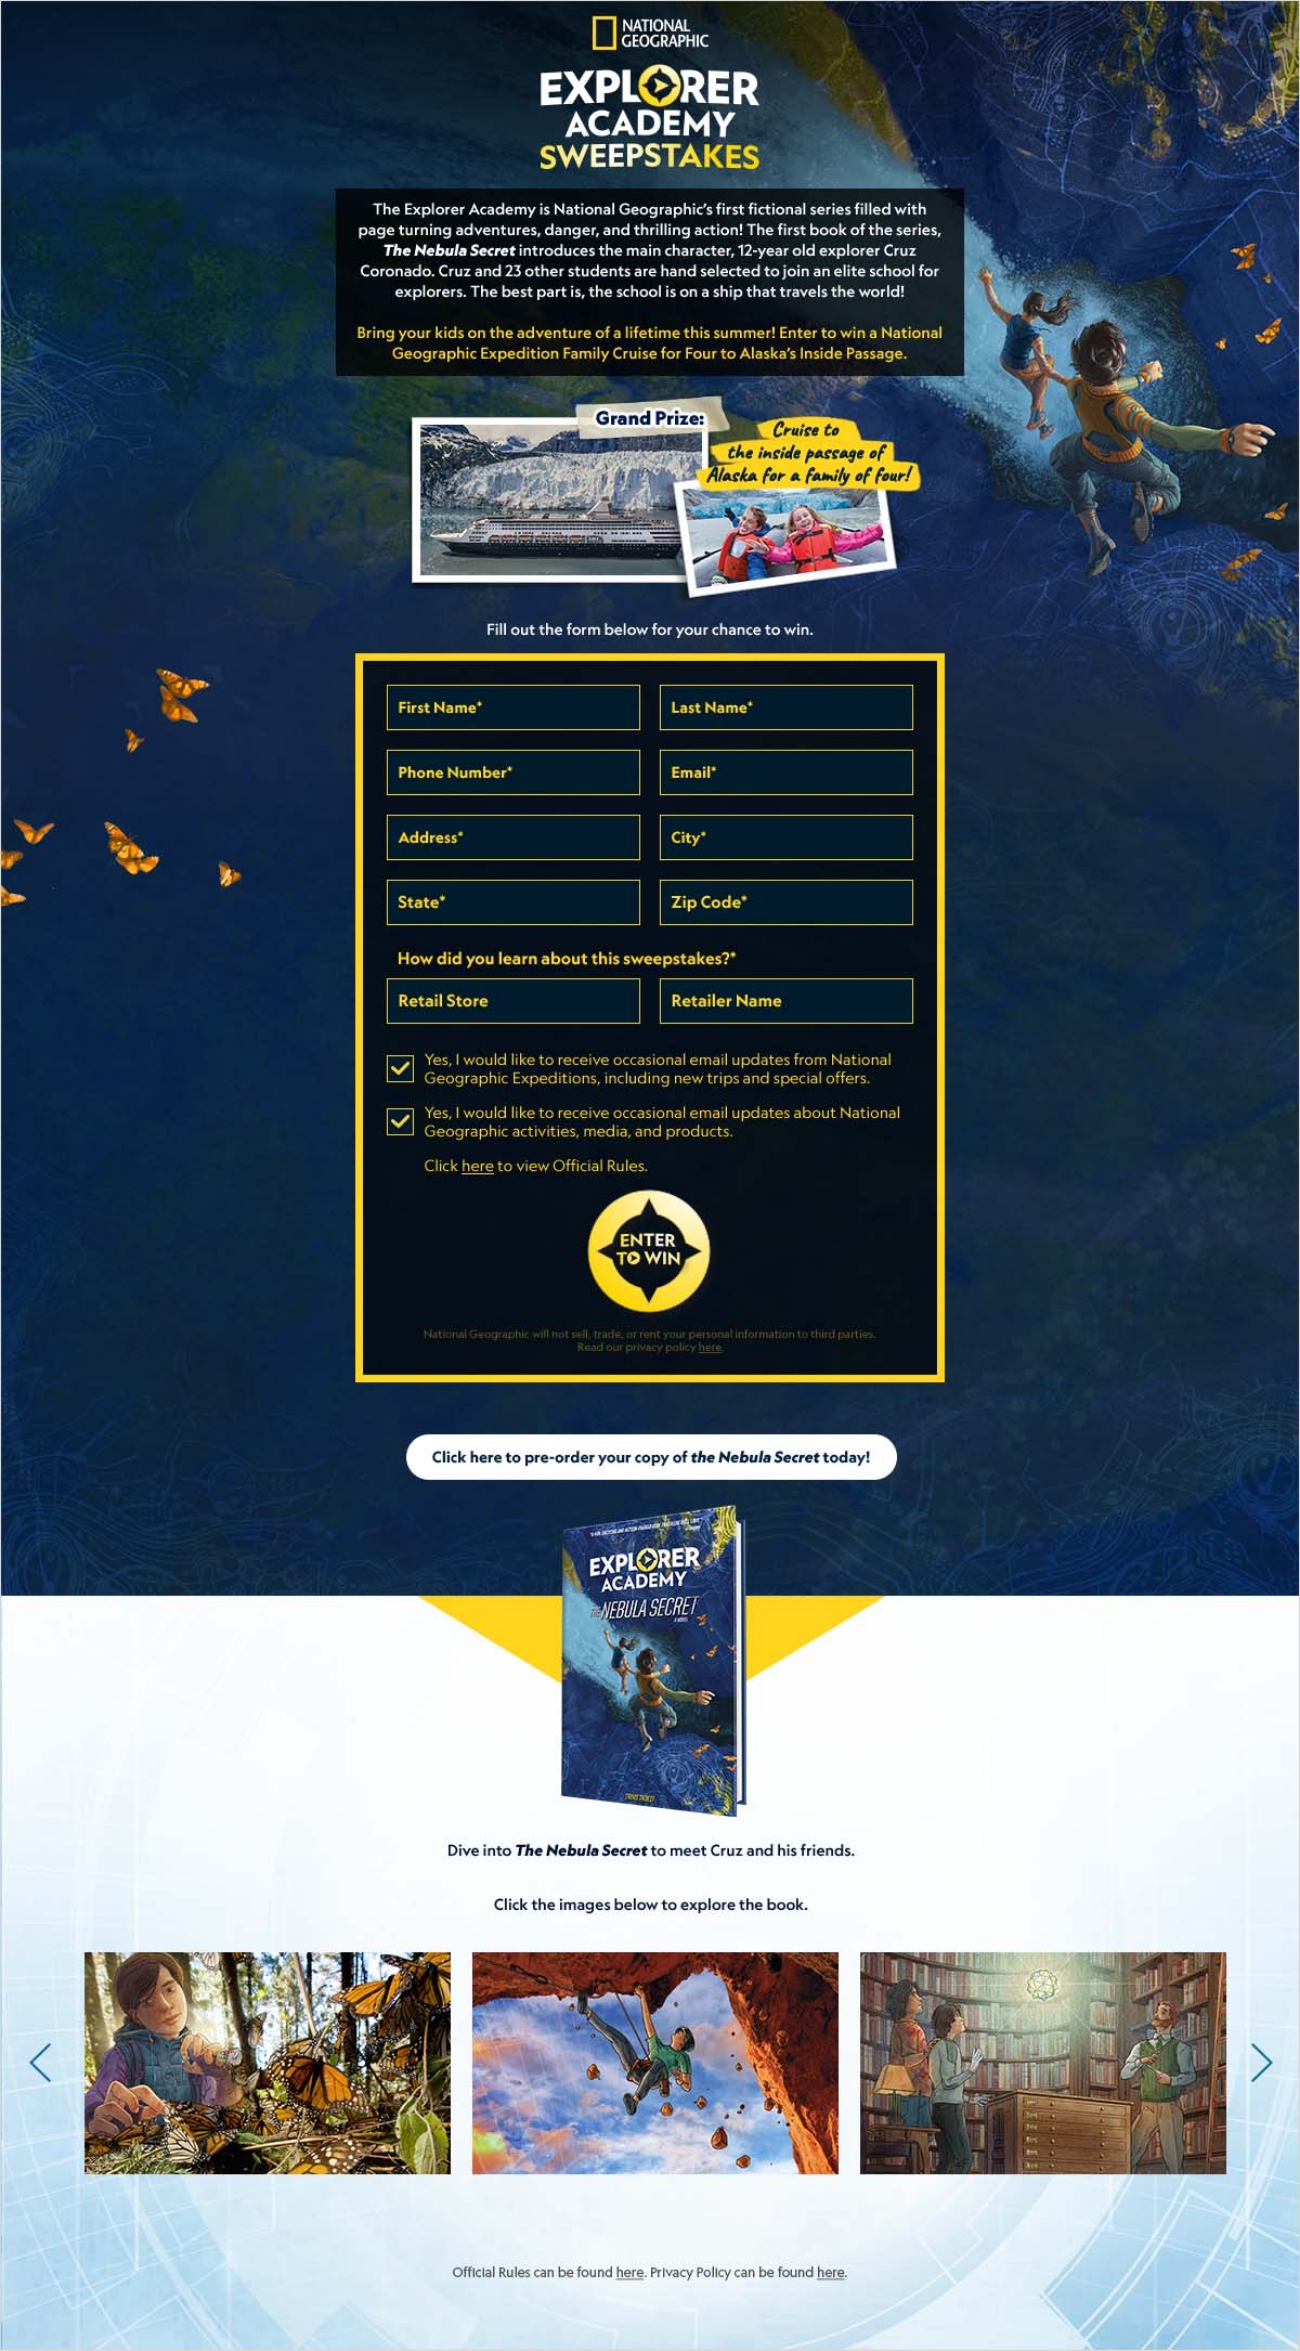 NATIONAL
GEOGRAPHIC
EXPLORER
ACADEMY
SWEEPSTAKES
The Explorer Academy is National Geographic's first fictional series filled with
page turning adventures, danger, and thrilling action! The first book of the series,
The Nebula Secret introduces the main character, 12-year old explorer Cruz
Coronado. Cruz and 23 other students are hand selected to join an elite school for
explorers. The best part is, the school is on a ship that travels the world!
Bring your kids on the adventure of a lifetime this summer! Enter to win a National
Geographic Expedition Family Cruise for Four to Alaska's Inside Passage.
Grand Prize:
Cruise to
the inside passage of
Alaska for a family of four!
Fill out the form below for your chance to win.
First Name*
Last Name*
Phone Number*
Email*
Address*
City*
State*
Zip Code*
How did you learn about this sweepstakes?*
Retail Store
Retailer Name
Yes, I would like to receive occasional email updates from National
Geographic Expeditions, including new trips and special offers.
Yes, I would like to receive occasional email updates about National
Geographic activities, media, and products.
Click here to view Official Rules.
ENTER
TO WIN
National Geographic will not sell, trade, or rent your personal information to third parties.
Read our privacy policy here.
Click here to pre-order your copy of the Nebula Secret today!
EXPLORER
ACADEMY
THE NEBULA SECRET
A NOVEL
Dive into The Nebula Secret to meet Cruz and his friends.
Click the images below to explore the book.
Official Rules can be found here. Privacy Policy can be found here.